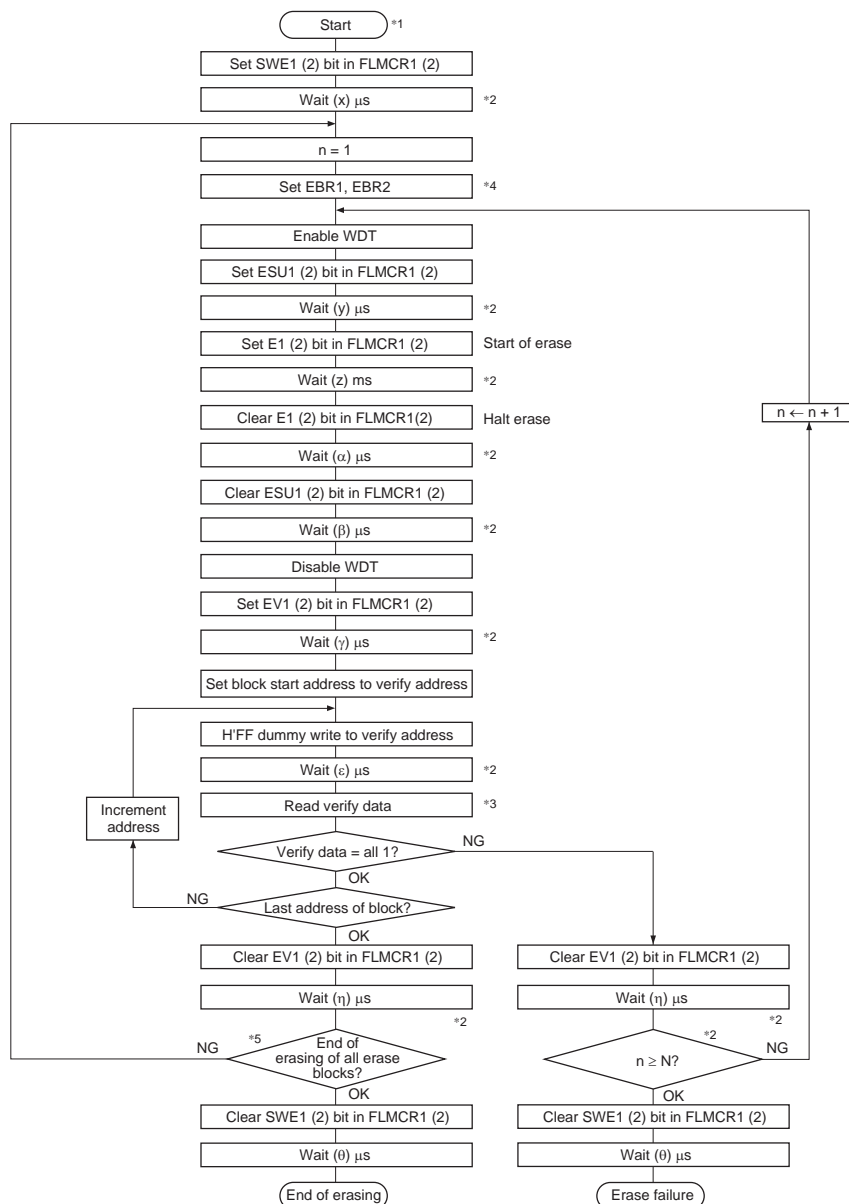 Start *1
Set SWE1 (2) bit in FLMCR1 (2)
Wait (x) μs *2
n = 1
Set EBR1, EBR2 *4
Enable WDT
Set ESU1 (2) bit in FLMCR1 (2)
Wait (y) μs *2
Set E1 (2) bit in FLMCR1 (2) Start of erase
Wait (z) ms *2
n ← n + 1
Clear E1 (2) bit in FLMCR1(2) Halt erase
Wait (α) μs *2
Clear ESU1 (2) bit in FLMCR1 (2)
Wait (β) μs *2
Disable WDT
Set EV1 (2) bit in FLMCR1 (2)
Wait (γ) μs *2
Set block start address to verify address
H'FF dummy write to verify address
Wait (ε) μs *2
Read verify data *3
Increment
address
Verify data = all 1? NG
OK
NG Last address of block?
OK
Clear EV1 (2) bit in FLMCR1 (2)
Wait (η) μs
*2
NG *5 End of
erasing of all erase
blocks?
OK
Clear SWE1 (2) bit in FLMCR1 (2)
Wait (θ) μs
End of erasing
Clear EV1 (2) bit in FLMCR1 (2)
Wait (η) μs
*2
n ≥ N? *2 NG
OK
Clear SWE1 (2) bit in FLMCR1 (2)
Wait (θ) μs
Erase failure